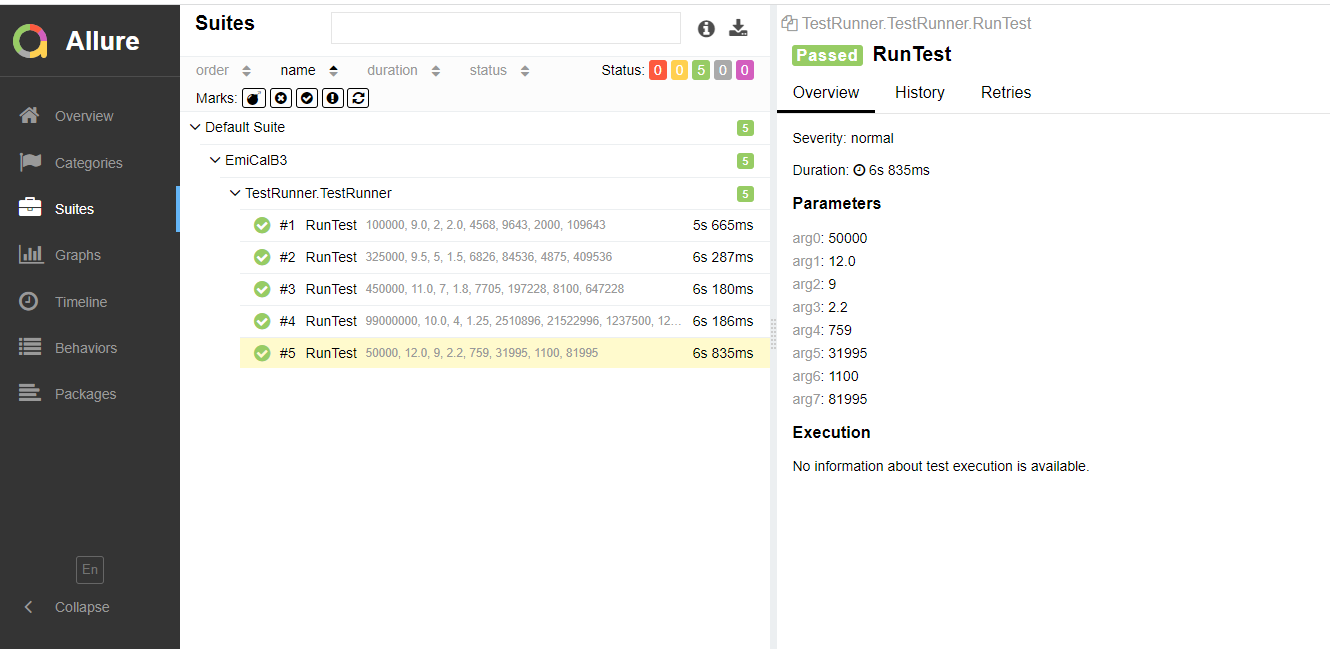 Allure
Overview
Categories
Suites
Graphs
Timeline
Behaviors
Packages
En
Collapse
Suites
order name duration status Status: 0 0 5 0 0
Marks:
Default Suite 5
EmiCalB3 5
TestRunner.TestRunner 5
#1 RunTest 100000, 9.0, 2, 2.0, 4568, 9643, 2000, 109643 5s 665ms
#2 RunTest 325000, 9.5, 5, 1.5, 6826, 84536, 4875, 409536 6s 287ms
#3 RunTest 450000, 11.0, 7, 1.8, 7705, 197228, 8100, 647228 6s 180ms
#4 RunTest 99000000, 10.0, 4, 1.25, 2510896, 21522996, 1237500, 12... 6s 186ms
#5 RunTest 50000, 12.0, 9, 2.2, 759, 31995, 1100, 81995 6s 835ms
TestRunner.TestRunner.RunTest
Passed RunTest
Overview History Retries
Severity: normal
Duration: 6s 835ms
Parameters
arg0: 50000
arg1: 12.0
arg2: 9
arg3: 2.2
arg4: 759
arg5: 31995
arg6: 1100
arg7: 81995
Execution
No information about test execution is available.